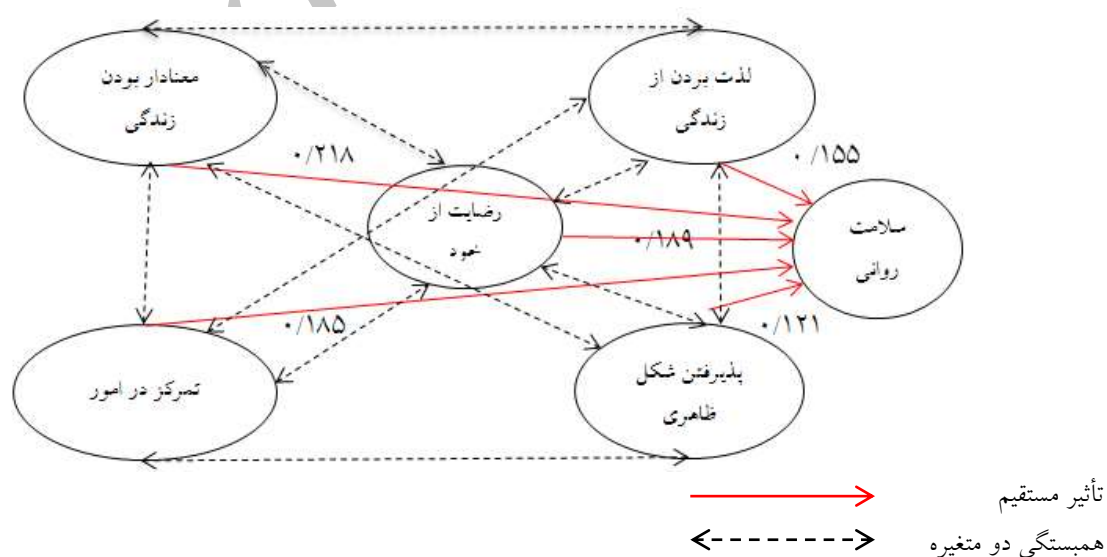 لذت بردن از
زندگی
معنادار بودن
زندگی
۰/۲۱۸
۰/۱۵۵
رضایت از
خود
سلامت
روانی
۰/۱۸۹
۰/۱۸۵
۰/۱۲۱
پذیرفتن شکل
ظاهری
تمرکز در امور
تأثیر مستقیم
همبستگی دو متغیره